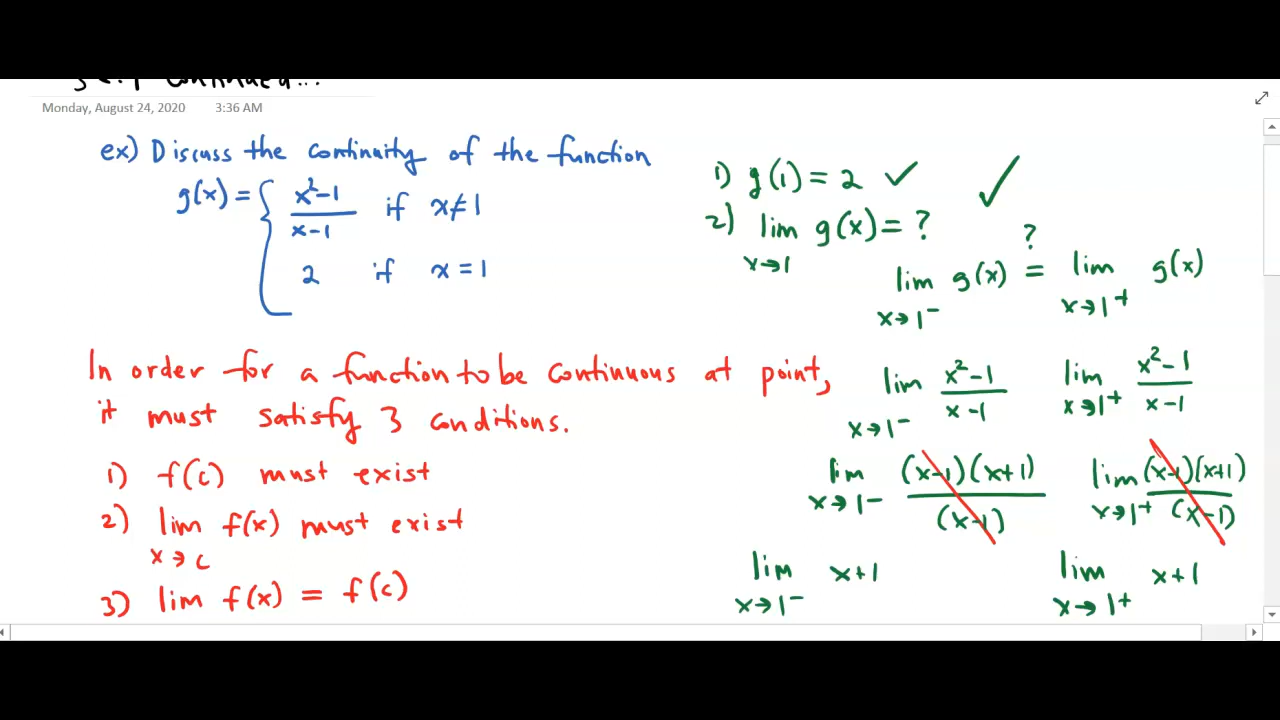 continued...
Monday, August 24, 2020 3:36 AM
ex) Discuss the continuity of the function
g(x) = { x²-1 / x-1 if x≠1
2 if x=1
In order for a function to be continuous at point,
it must satisfy 3 conditions.
1) f(c) must exist
2) lim x→c f(x) must exist
3) lim f(x) = f(c)
1) g(1) = 2 ✓ ✓
2) lim x→1 g(x) = ?
lim x→1⁻ g(x) ?= lim x→1⁺ g(x)
lim x→1⁻ x²-1 / x-1 lim x→1⁺ x²-1 / x-1
lim x→1⁻ (x-1)(x+1) / (x-1) lim x→1⁺ (x-1)(x+1) / (x-1)
lim x→1⁻ x+1 lim x→1⁺ x+1